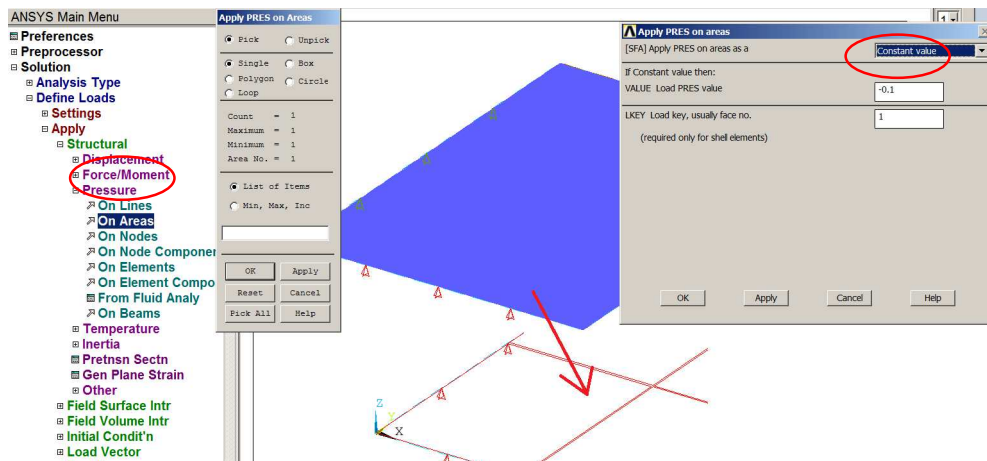 ANSYS Main Menu
Preferences
Preprocessor
Solution
Analysis Type
Define Loads
Settings
Apply
Structural
Displacement
Force/Moment
Pressure
On Lines
On Areas
On Nodes
On Node Componen
On Elements
On Element Compo
From Fluid Analy
On Beams
Temperature
Inertia
Pretnsn Sectn
Gen Plane Strain
Other
Field Surface Intr
Field Volume Intr
Initial Condit'n
Load Vector
Apply PRES on Areas
Pick Unpick
Single Box
Polygon Circle
Loop
Count = 1
Maximum = 1
Minimum = 1
Area No. = 1
List of Items
Min, Max, Inc
OK Apply
Reset Cancel
Pick All Help
Z
Y
X
1
Apply PRES on areas
[SFA] Apply PRES on areas as a Constant value
If Constant value then:
VALUE Load PRES value -0.1
LKEY Load key, usually face no. 1
(required only for shell elements)
OK Apply Cancel Help